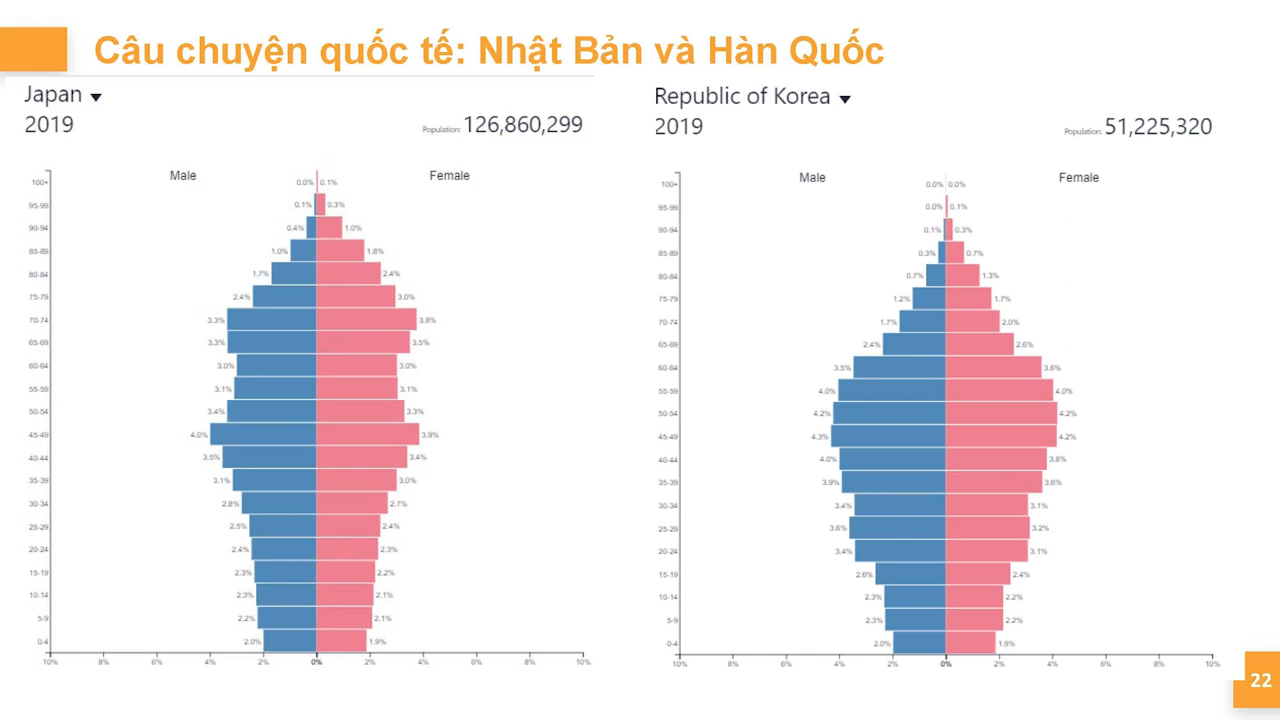 Câu chuyện quốc tế: Nhật Bản và Hàn Quốc
Japan
2019
Population: 126,860,299
Male
Female
100+ 0.0% 0.1%
95-99 0.1% 0.3%
90-94 0.4% 1.0%
85-89 1.0% 1.8%
80-84 1.7% 2.4%
75-79 2.4% 3.0%
70-74 3.3% 3.8%
65-69 3.3% 3.5%
60-64 3.0% 3.0%
55-59 3.1% 3.1%
50-54 3.4% 3.3%
45-49 4.0% 3.9%
40-44 3.5% 3.4%
35-39 3.1% 3.0%
30-34 2.8% 2.7%
25-29 2.5% 2.4%
20-24 2.4% 2.3%
15-19 2.3% 2.2%
10-14 2.3% 2.1%
5-9 2.2% 2.1%
0-4 2.0% 1.9%
10% 8% 6% 4% 2% 0% 2% 4% 6% 8% 10%
Republic of Korea
2019
Population: 51,225,320
Male
Female
100+ 0.0% 0.0%
95-99 0.0% 0.1%
90-94 0.1% 0.3%
85-89 0.3% 0.7%
80-84 0.7% 1.3%
75-79 1.2% 1.7%
70-74 1.7% 2.0%
65-69 2.4% 2.6%
60-64 3.5% 3.6%
55-59 4.0% 4.0%
50-54 4.2% 4.2%
45-49 4.3% 4.2%
40-44 4.0% 3.8%
35-39 3.9% 3.6%
30-34 3.4% 3.1%
25-29 3.6% 3.2%
20-24 3.4% 3.1%
15-19 2.6% 2.4%
10-14 2.3% 2.2%
5-9 2.3% 2.2%
0-4 2.0% 1.9%
10% 8% 6% 4% 2% 0% 2% 4% 6% 8% 10%
22